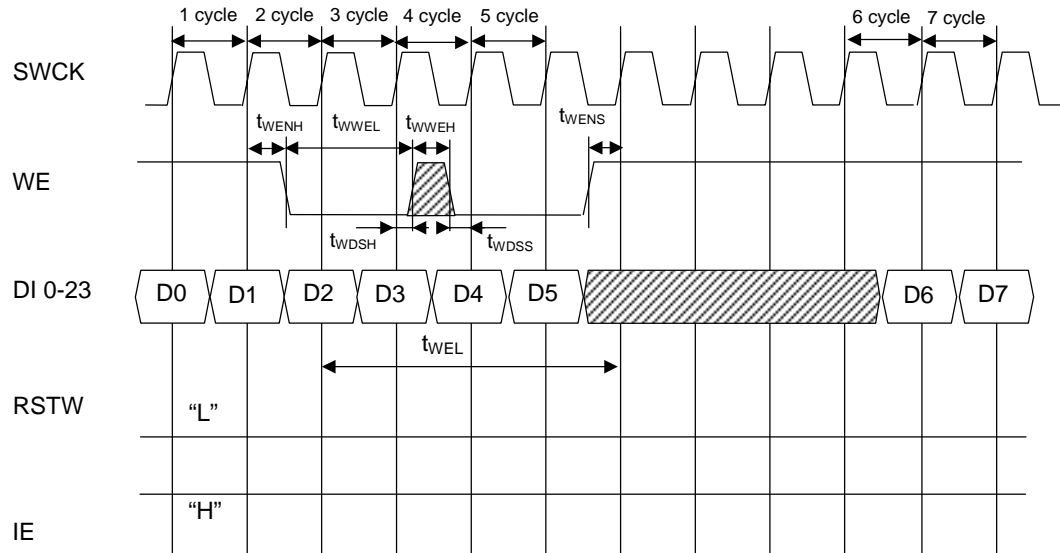 1 cycle 2 cycle 3 cycle 4 cycle 5 cycle 6 cycle 7 cycle
SWCK
tWENH tWWEL tWWEH tWENS
WE
tWDSH tWDSS
DI 0-23 D0 D1 D2 D3 D4 D5 D6 D7
tWEL
RSTW “L”
“H”
IE